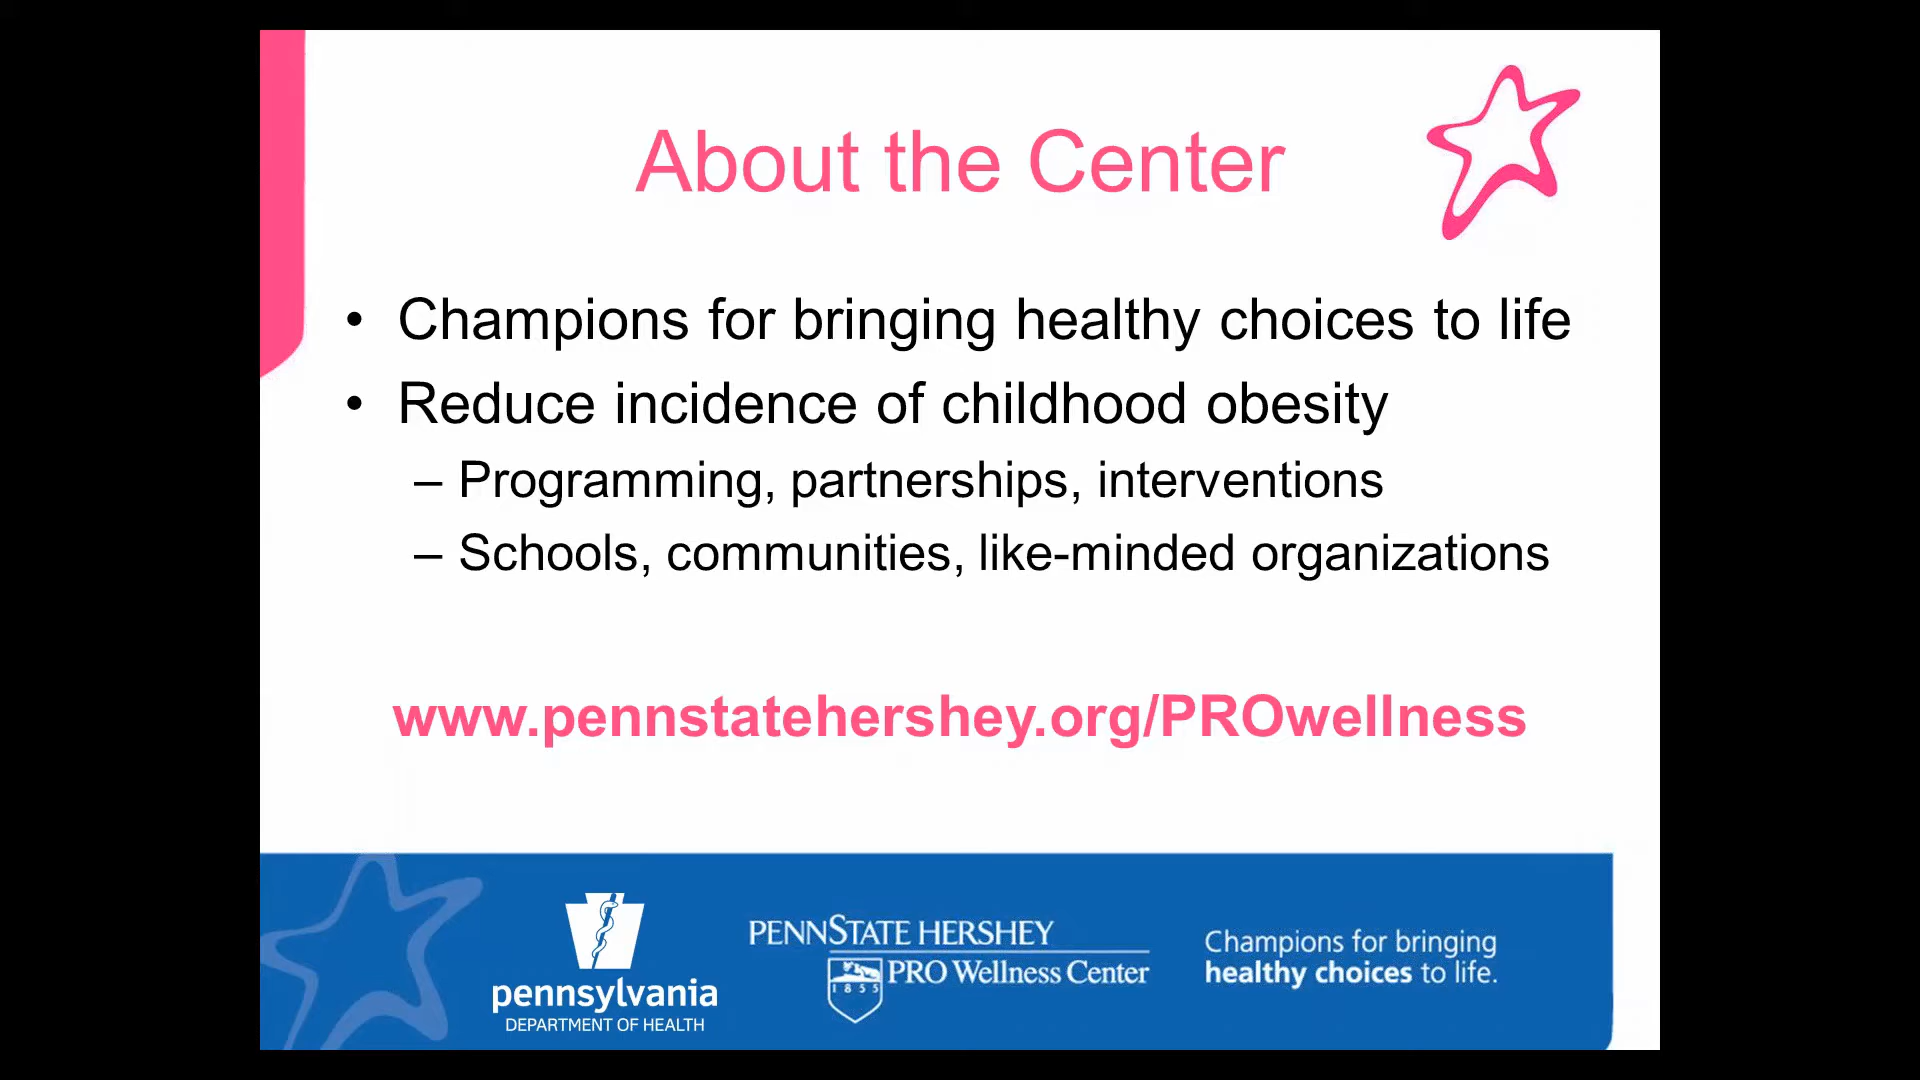 About the Center
• Champions for bringing healthy choices to life
• Reduce incidence of childhood obesity
– Programming, partnerships, interventions
– Schools, communities, like-minded organizations
www.pennstatehershey.org/PROwellness
pennsylvania
DEPARTMENT OF HEALTH
PENNSTATE HERSHEY
PRO Wellness Center
1855
Champions for bringing
healthy choices to life.